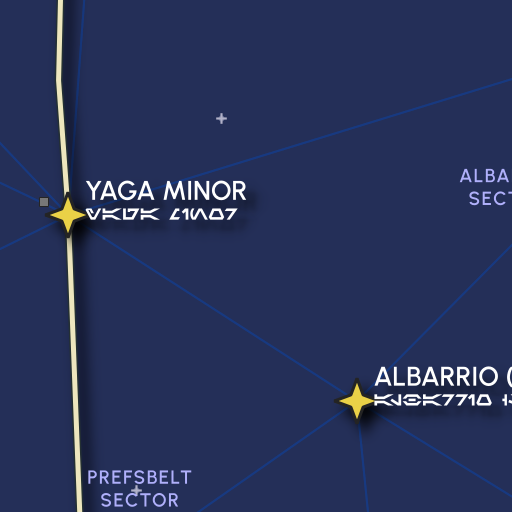 YAGA MINOR
ALBA
SECT
ALBARRIO (
PREFSBELT
SECTOR